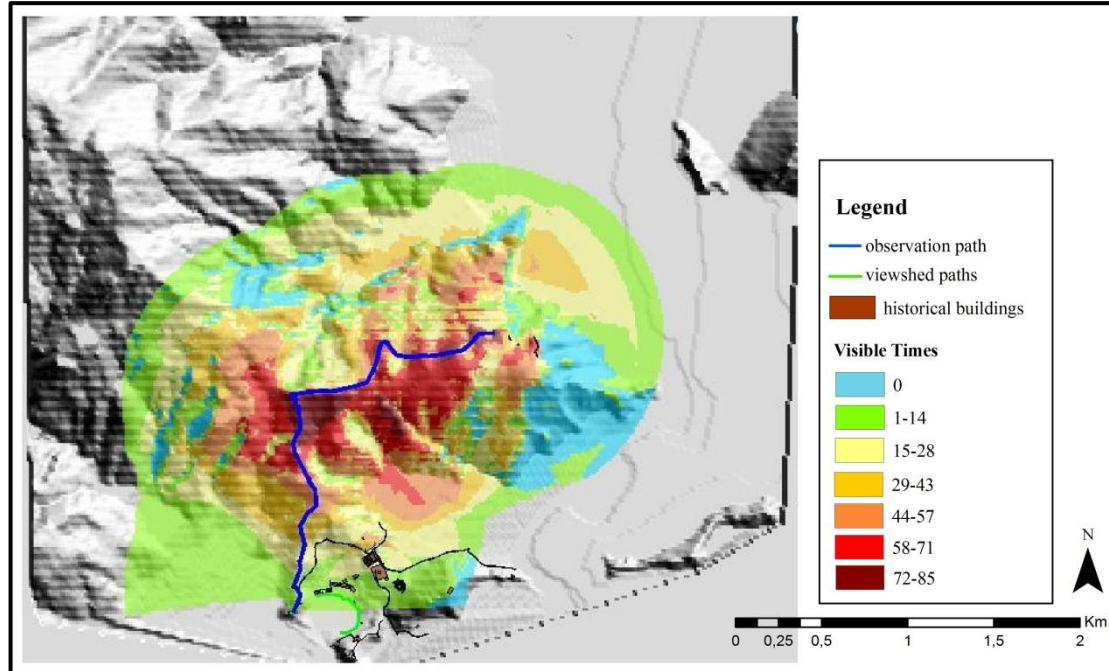 Legend
observation path
viewshed paths
historical buildings
Visible Times
0
1-14
15-28
29-43
44-57
58-71
72-85
N
Km
0 0,25 0,5 1 1,5 2